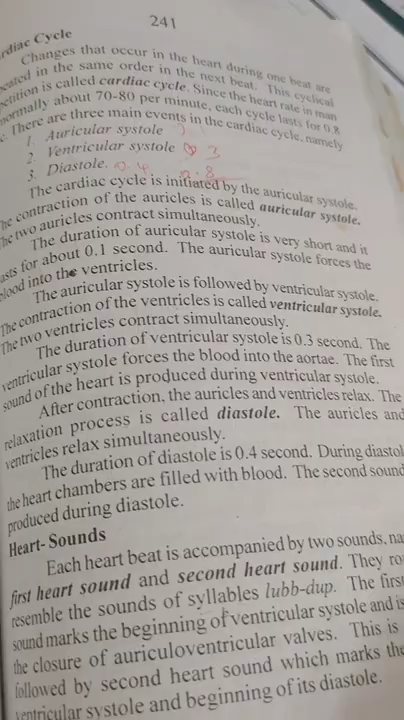 241
Cardiac Cycle
Changes that occur in the heart during one beat are
in the same order in the next beat. This cyclical
is called cardiac cycle. Since the heart rate in man
normally about 70-80 per minute, each cycle lasts for 0.8
There are three main events in the cardiac cycle, namely
1. Auricular systole
2. Ventricular systole 3
3. Diastole. 0.4 0.8
The cardiac cycle is initiated by the auricular systole.
The contraction of the auricles is called auricular systole.
The two auricles contract simultaneously.
The duration of auricular systole is very short and it
lasts for about 0.1 second. The auricular systole forces the
blood into the ventricles.
The auricular systole is followed by ventricular systole.
The contraction of the ventricles is called ventricular systole.
The two ventricles contract simultaneously.
The duration of ventricular systole is 0.3 second. The
ventricular systole forces the blood into the aortae. The first
sound of the heart is produced during ventricular systole.
After contraction, the auricles and ventricles relax. The
relaxation process is called diastole. The auricles and
ventricles relax simultaneously.
The duration of diastole is 0.4 second. During diastol
the heart chambers are filled with blood. The second sound
produced during diastole.
Heart-Sounds
Each heart beat is accompanied by two sounds, na
first heart sound and second heart sound. They ro
resemble the sounds of syllables lubb-dup. The first
sound marks the beginning of ventricular systole and is
the closure of auriculoventricular valves. This is
followed by second heart sound which marks the
ventricular systole and beginning of its diastole.